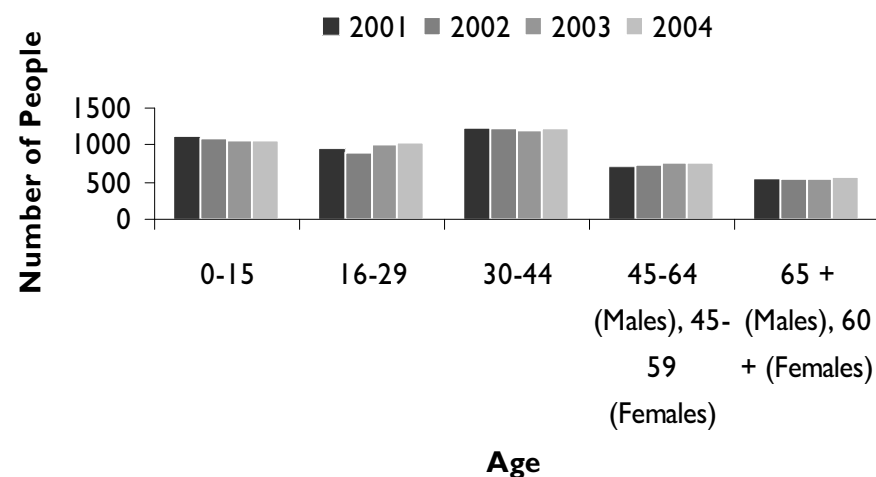 2001 2002 2003 2004
Number of People
1500
1000
500
0
0-15 16-29 30-44 45-64 65 +
(Males), 45- (Males), 60
59 + (Females)
(Females)
Age